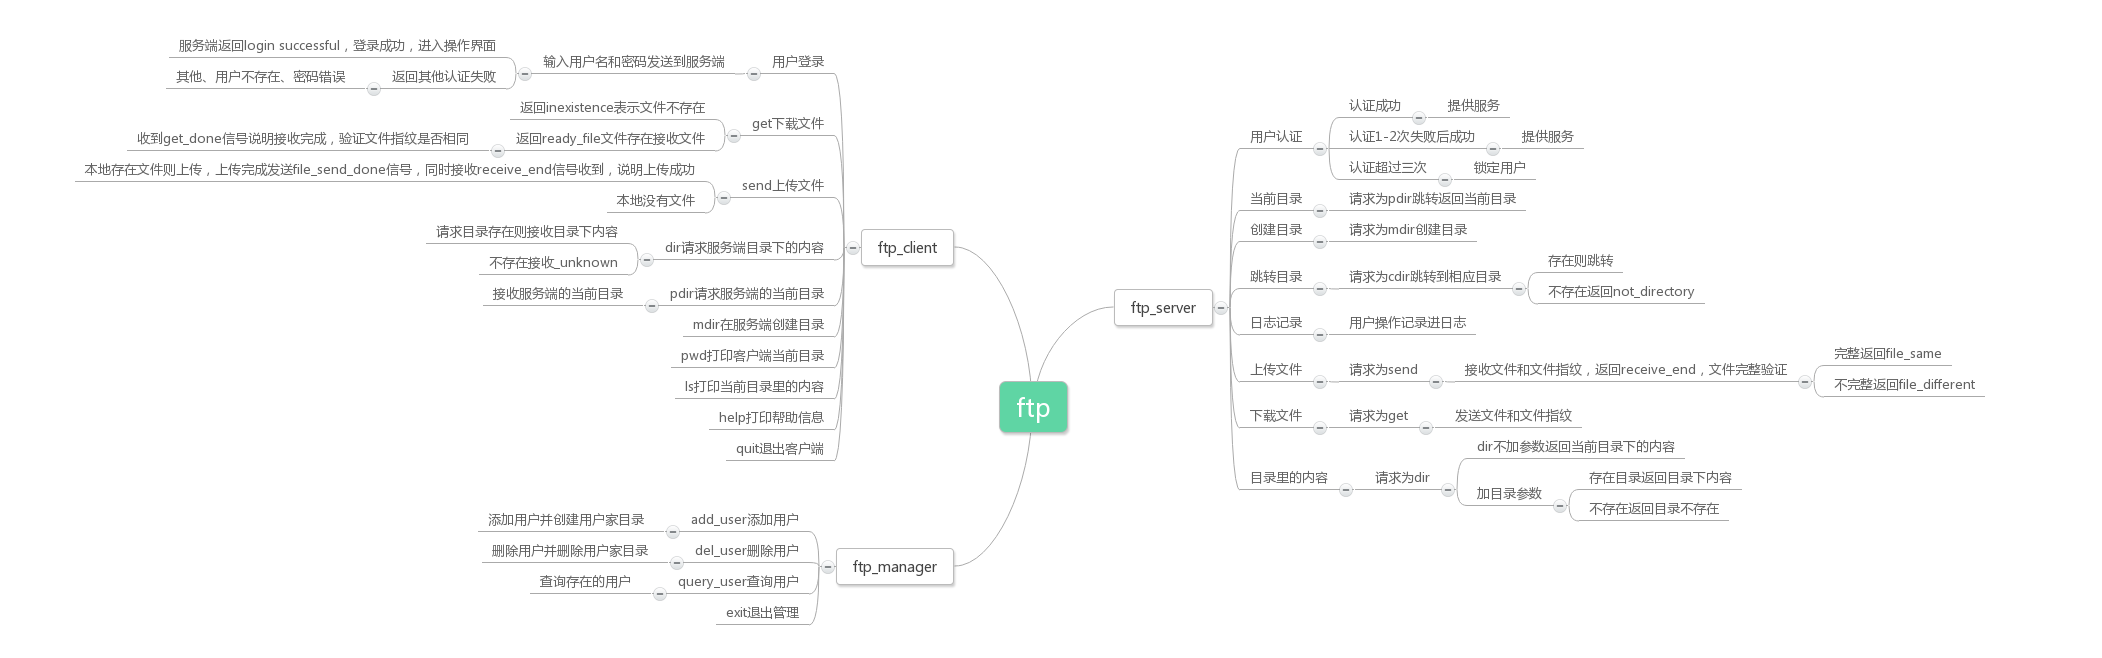 服务端返回login successful，登录成功，进入操作界面
其他、用户不存在、密码错误
返回其他认证失败
输入用户名和密码发送到服务端
用户登录
返回inexistence表示文件不存在
收到get_done信号说明接收完成，验证文件指纹是否相同
返回ready_file文件存在接收文件
get下载文件
本地存在文件则上传，上传完成发送file_send_done信号，同时接收receive_end信号收到，说明上传成功
本地没有文件
send上传文件
请求目录存在则接收目录下内容
不存在接收_unknown
dir请求服务端目录下的内容
接收服务端的当前目录
pdir请求服务端的当前目录
mdir在服务端创建目录
pwd打印客户端当前目录
ls打印当前目录里的内容
help打印帮助信息
quit退出客户端
ftp_client
添加用户并创建用户家目录
add_user添加用户
删除用户并删除用户家目录
del_user删除用户
查询存在的用户
query_user查询用户
exit退出管理
ftp_manager
ftp
ftp_server
用户认证
认证成功
提供服务
认证1-2次失败后成功
提供服务
认证超过三次
锁定用户
当前目录
请求为pdir跳转返回当前目录
创建目录
请求为mdir创建目录
跳转目录
请求为cdir跳转到相应目录
存在则跳转
不存在返回not_directory
日志记录
用户操作记录进日志
上传文件
请求为send
接收文件和文件指纹，返回receive_end，文件完整验证
完整返回file_same
不完整返回file_different
下载文件
请求为get
发送文件和文件指纹
目录里的内容
请求为dir
dir不加参数返回当前目录下的内容
加目录参数
存在目录返回目录下内容
不存在返回目录不存在